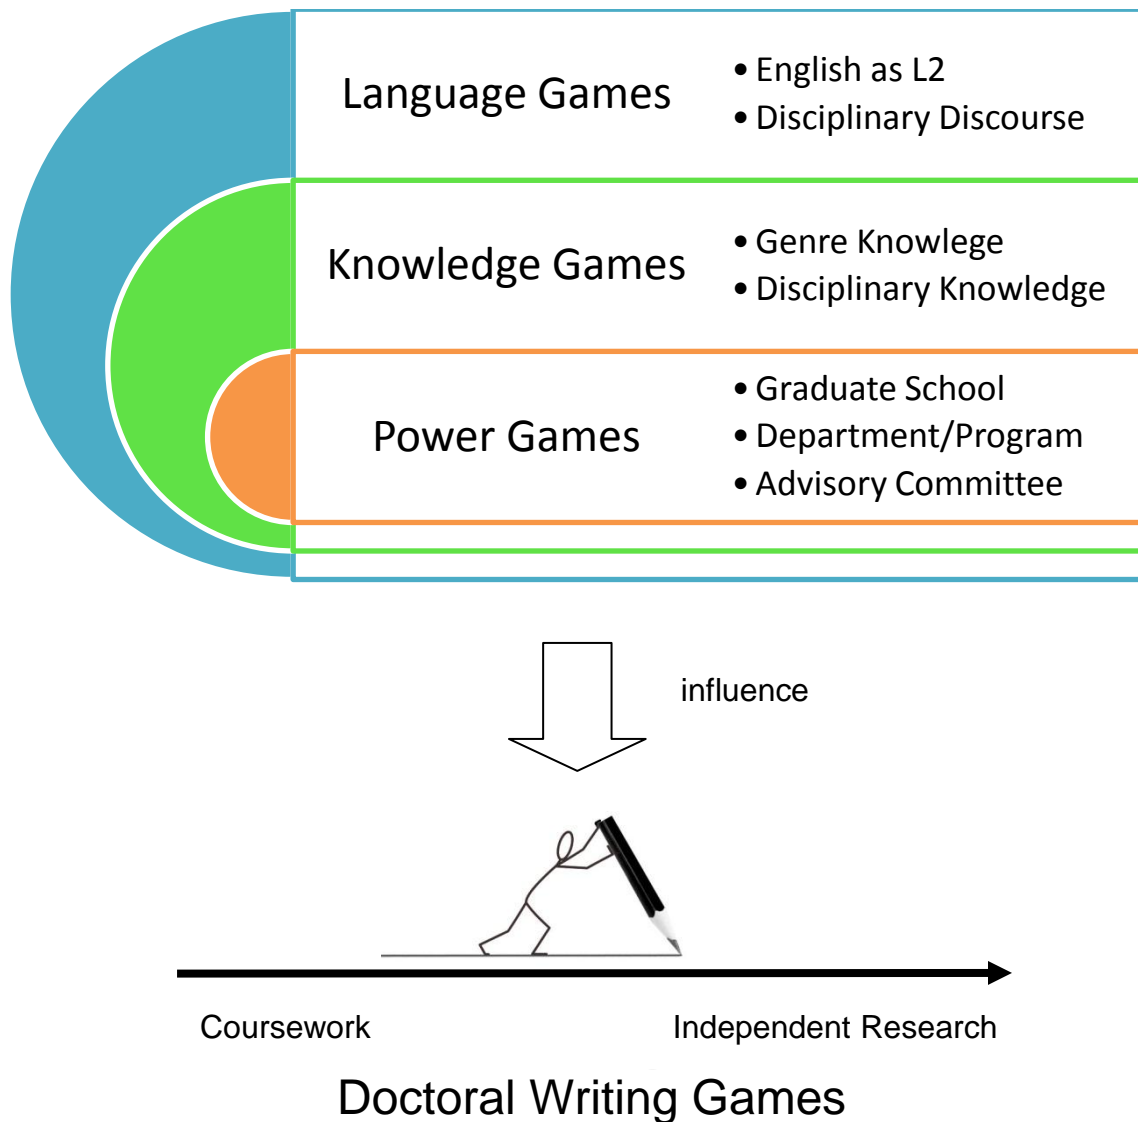 Language Games
• English as L2
• Disciplinary Discourse
Knowledge Games
• Genre Knowlege
• Disciplinary Knowledge
Power Games
• Graduate School
• Department/Program
• Advisory Committee
influence
Coursework
Independent Research
Doctoral Writing Games